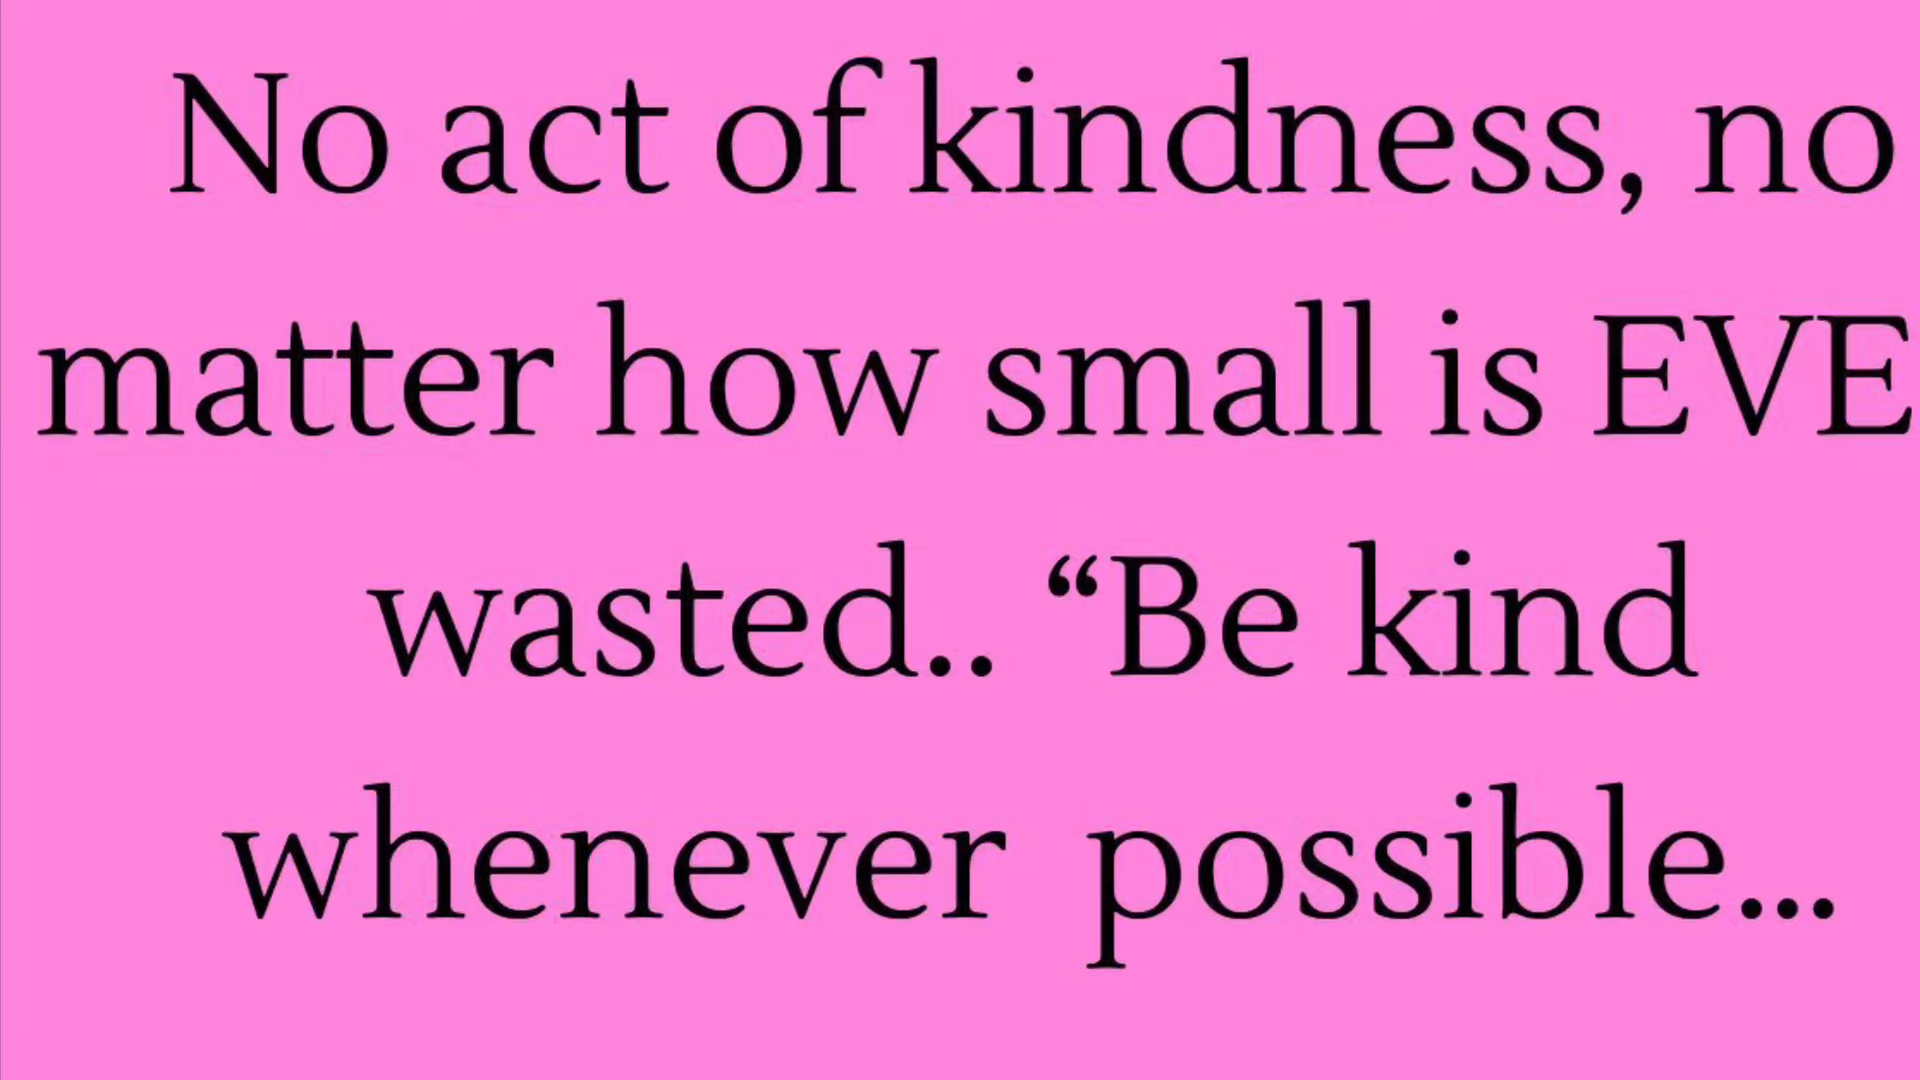 No act of kindness, no
matter how small is EVE
wasted.. “Be kind
whenever  possible...